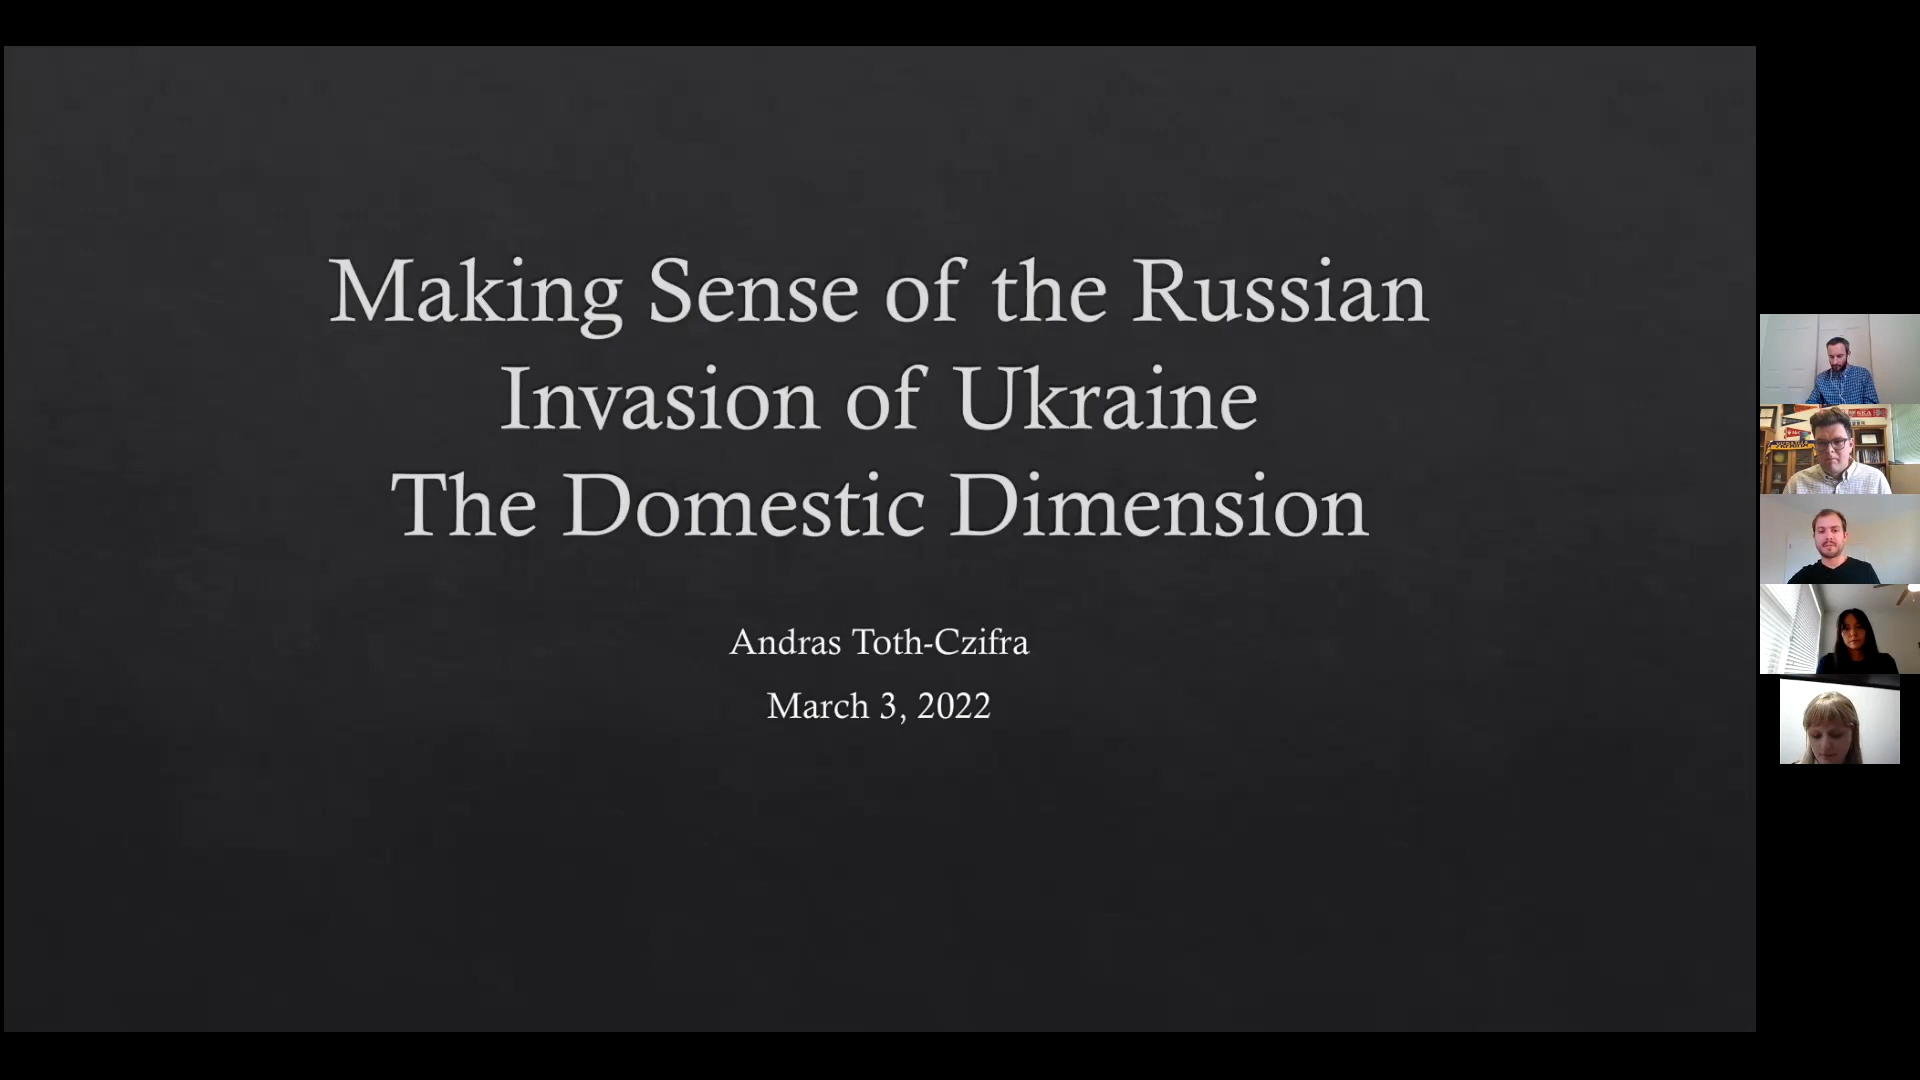 Making Sense of the Russian
Invasion of Ukraine
The Domestic Dimension
Andras Toth-Czifra
March 3, 2022